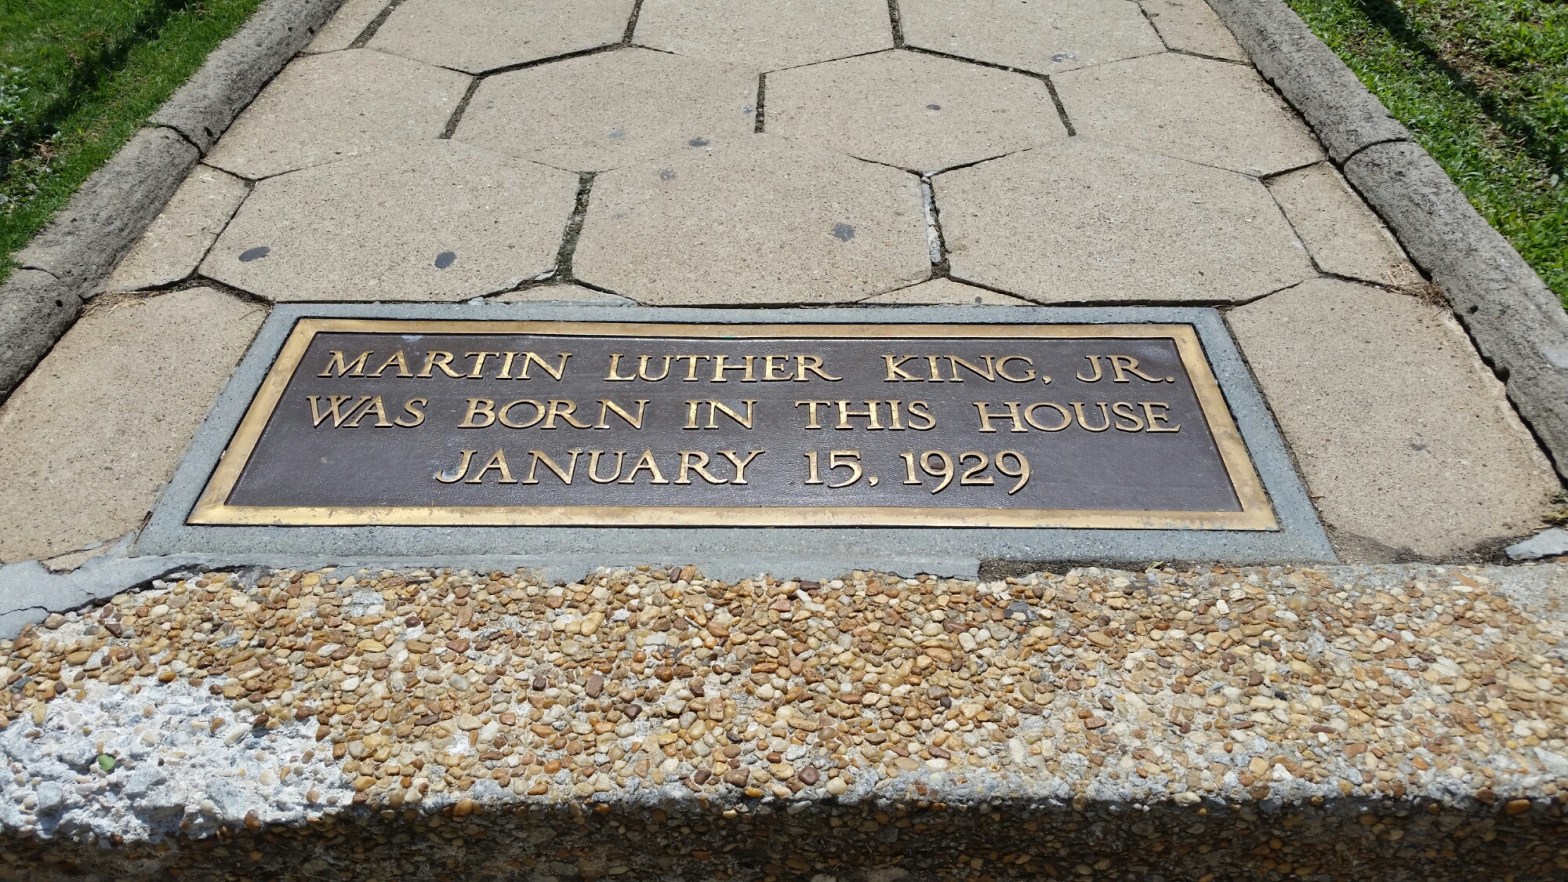 MARTIN LUTHER KING, JR.
WAS BORN IN THIS HOUSE
JANUARY 15, 1929